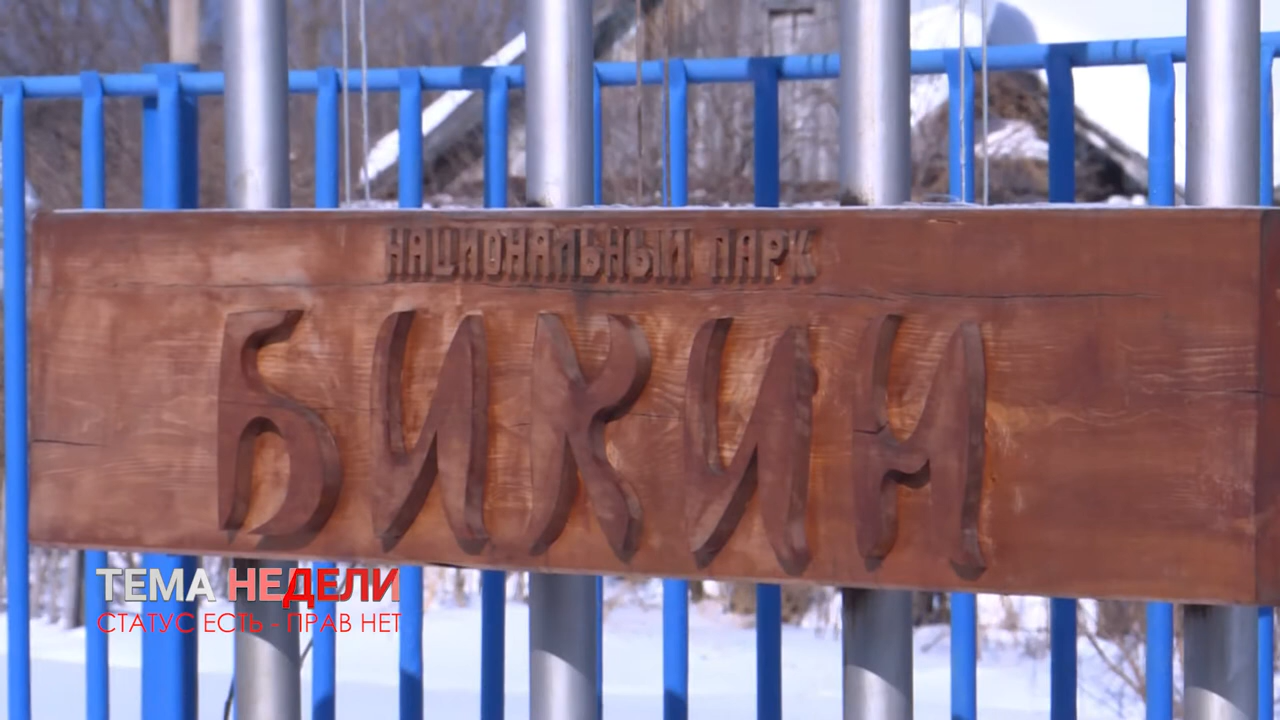 НАЦИОНАЛЬНЫЙ ПАРК
БИКИН
ТЕМА НЕДЕЛИ
СТАТУС ЕСТЬ - ПРАВ НЕТ